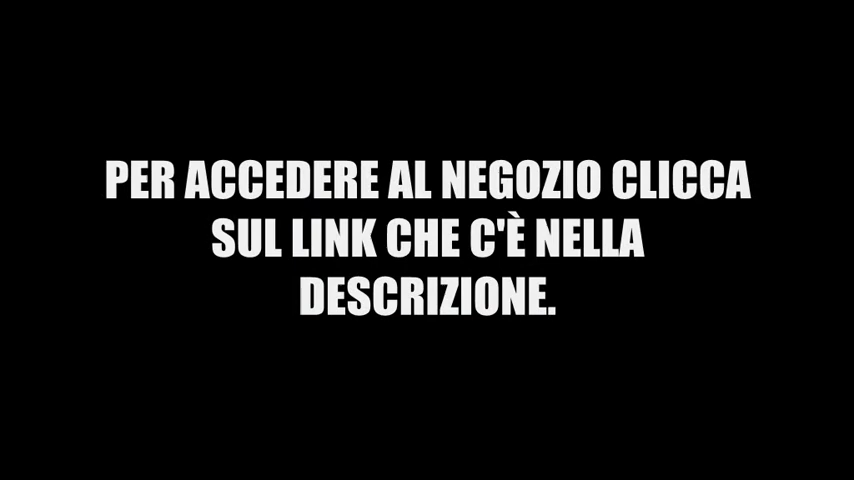 PER ACCEDERE AL NEGOZIO CLICCA
SUL LINK CHE C'È NELLA
DESCRIZIONE.